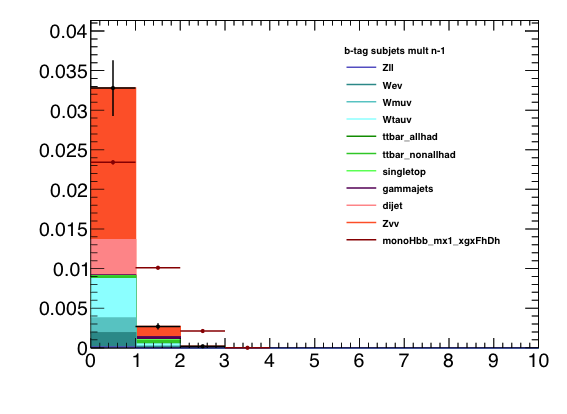 0.04
0.035
0.03
0.025
0.02
0.015
0.01
0.005
0
b-tag subjets mult n-1
Zll
Wev
Wmuv
Wtauv
ttbar_allhad
ttbar_nonallhad
singletop
gammajets
dijet
Zvv
monoHbb_mx1_xgxFhDh
0 1 2 3 4 5 6 7 8 9 10